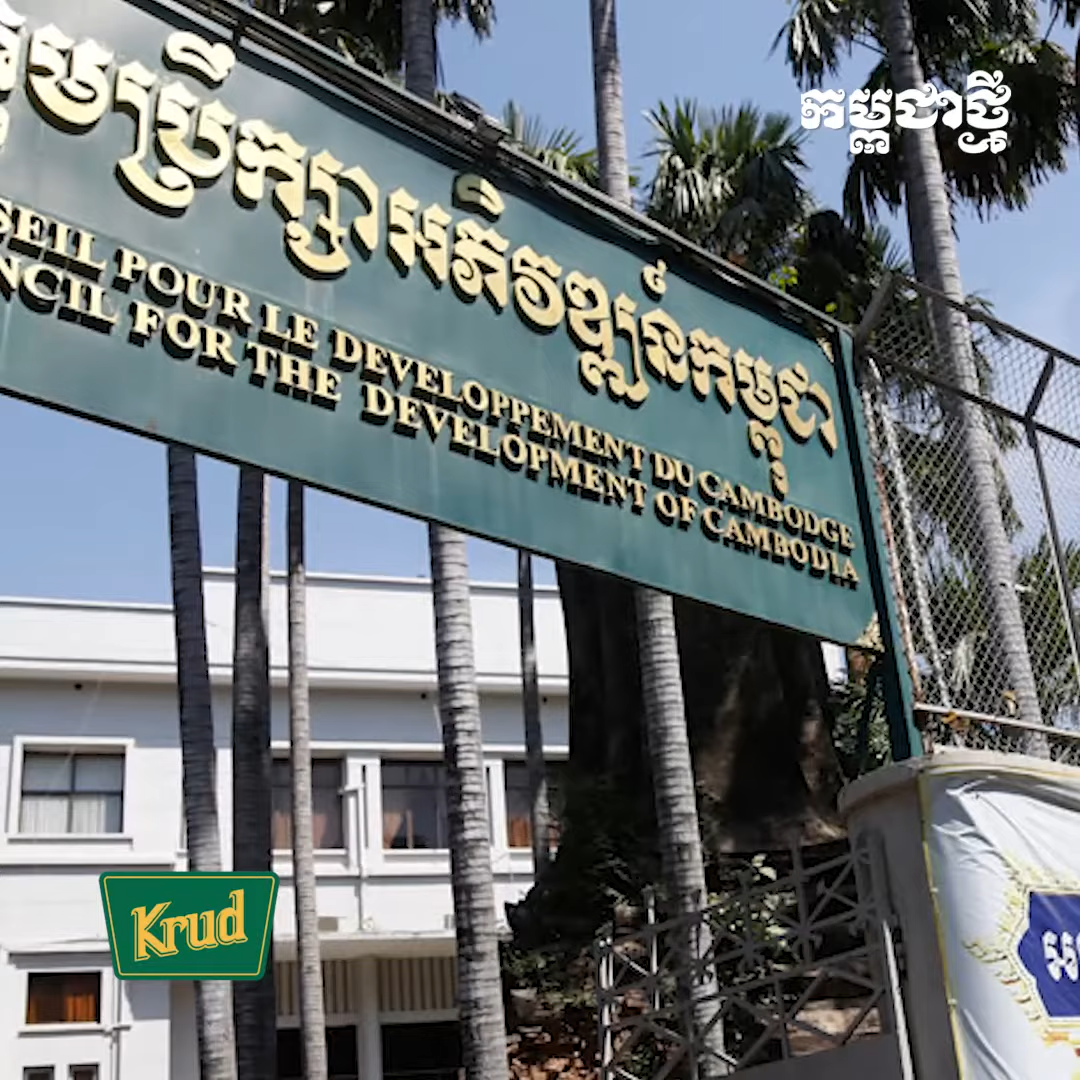 ក្រុមប្រឹក្សាអភិវឌ្ឍន៍កម្ពុជា
SEIL POUR LE DEVELOPPEMENT DU CAMBODGE
NCIL FOR THE DEVELOPMENT OF CAMBODIA
កម្ពុជាថ្មី
Krud